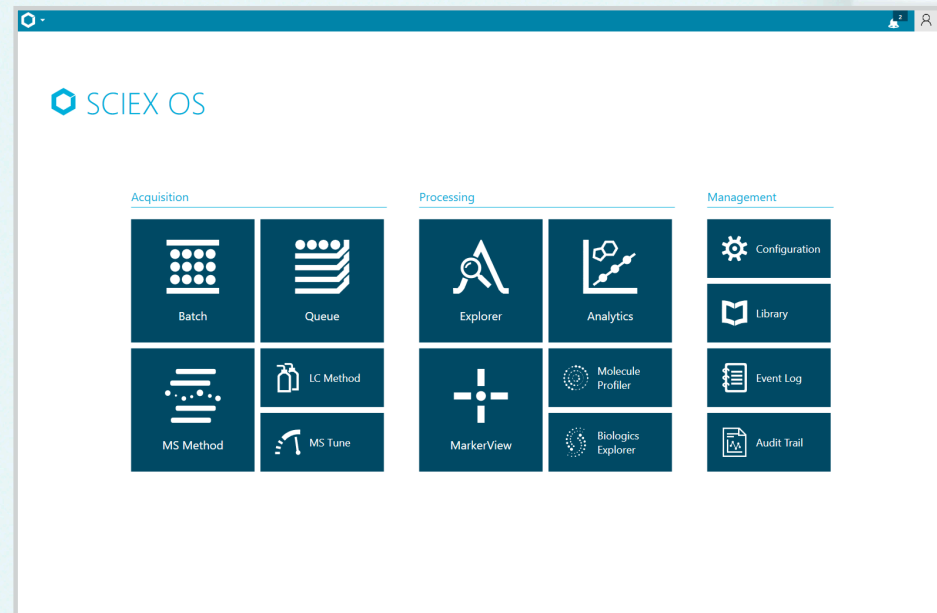 2
SCIEX OS
Acquisition
Processing
Management
Batch
Queue
Explorer
Analytics
Configuration
Library
MS Method
LC Method
MS Tune
MarkerView
Molecule
Profiler
Biologics
Explorer
Event Log
Audit Trail